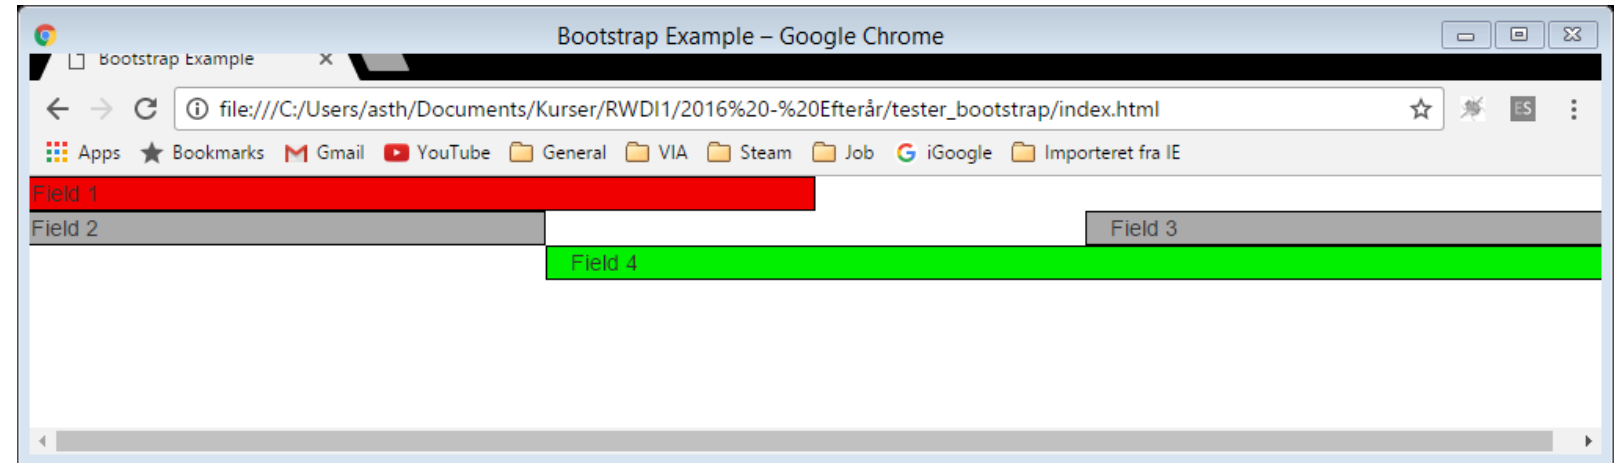 Bootstrap Example – Google Chrome
Bootstrap Example
file:///C:/Users/asth/Documents/Kurser/RWDI1/2016%20-%20Efterår/tester_bootstrap/index.html
ES
Apps Bookmarks Gmail YouTube General VIA Steam Job iGoogle Importeret fra IE
Field 1
Field 2 Field 3
Field 4